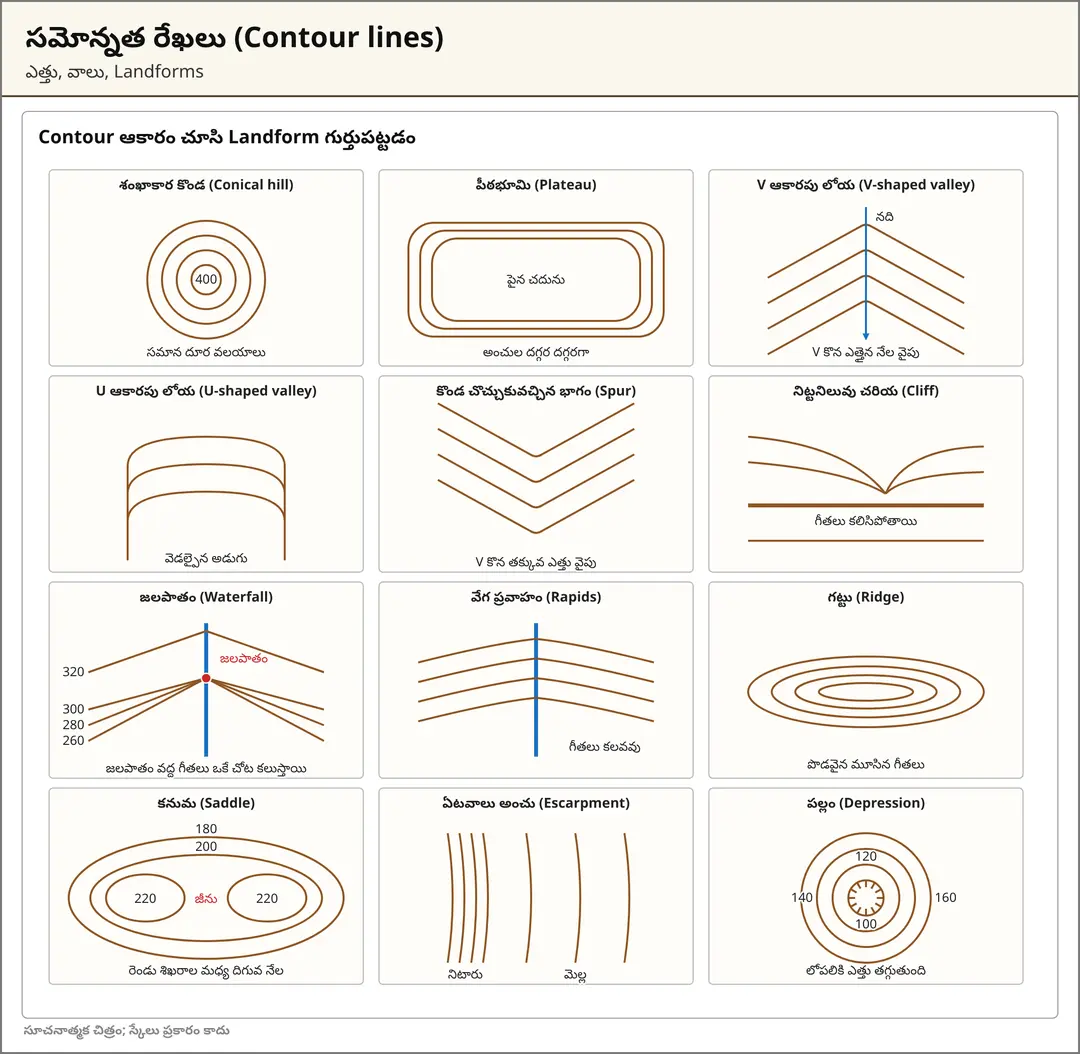 సమోన్నత రేఖలు (Contour lines)
ఎత్తు, వాలు, Landforms
Contour ఆకారం చూసి Landform గుర్తుపట్టడం
శంఖాకార కొండ (Conical hill)
400
సమాన దూర వలయాలు
పీఠభూమి (Plateau)
పైన చదును
అంచుల దగ్గర దగ్గరగా
V ఆకారపు లోయ (V-shaped valley)
నది
V కొన ఎత్తైన నేల వైపు
U ఆకారపు లోయ (U-shaped valley)
వెడల్పైన అడుగు
కొండ చొచ్చుకువచ్చిన భాగం (Spur)
V కొన తక్కువ ఎత్తు వైపు
నిట్టనిలువు చరియ (Cliff)
గీతలు కలిసిపోతాయి
జలపాతం (Waterfall)
జలపాతం
320
300
280
260
జలపాతం వద్ద గీతలు ఒకే చోట కలుస్తాయి
వేగ ప్రవాహం (Rapids)
గీతలు కలవవు
గట్టు (Ridge)
పొడవైన మూసిన గీతలు
కనుమ (Saddle)
180
200
220 జీను 220
రెండు శిఖరాల మధ్య దిగువ నేల
ఏటవాలు అంచు (Escarpment)
నిటారు మెల్ల
పల్లం (Depression)
120
140 160
100
లోపలికి ఎత్తు తగ్గుతుంది
సూచనాత్మక చిత్రం; స్కేలు ప్రకారం కాదు